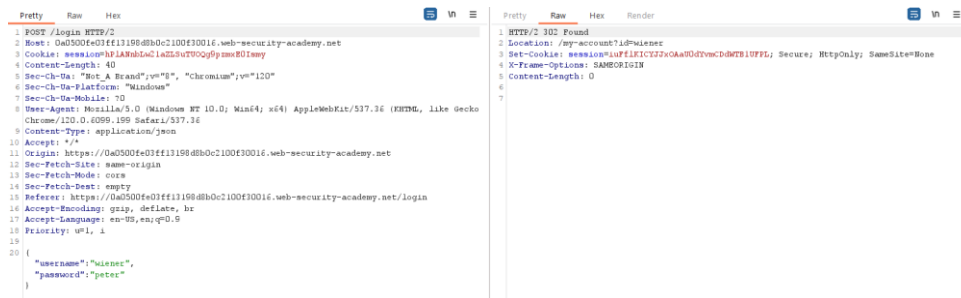 Pretty Raw Hex
1 POST /login HTTP/2
2 Host: 0a0500fe03ff13198d8b0c2100f30016.web-security-academy.net
3 Cookie: session=
4 Content-Length: 40
5 Sec-Ch-Ua: "Not_A Brand";v="8", "Chromium";v="120"
6 Sec-Ch-Ua-Platform: "Windows"
7 Sec-Ch-Ua-Mobile: ?0
8 User-Agent: Mozilla/5.0 (Windows NT 10.0; Win64; x64) AppleWebKit/537.36 (KHTML, like Gecko
Chrome/120.0.6099.199 Safari/537.36
9 Content-Type: application/json
10 Accept: */*
11 Origin: https://0a0500fe03ff13198d8b0c2100f30016.web-security-academy.net
12 Sec-Fetch-Site: same-origin
13 Sec-Fetch-Mode: cors
14 Sec-Fetch-Dest: empty
15 Referer: https://0a0500fe03ff13198d8b0c2100f30016.web-security-academy.net/login
16 Accept-Encoding: gzip, deflate, br
17 Accept-Language: en-US,en;q=0.9
18 Priority: u=1, i
19
20 {
"username":"wiener",
"password":"peter"
}
Pretty Raw Hex Render
1 HTTP/2 302 Found
2 Location: /my-account?id=wiener
3 Set-Cookie: Secure; HttpOnly; SameSite=None
4 X-Frame-Options: SAMEORIGIN
5 Content-Length: 0
6
7